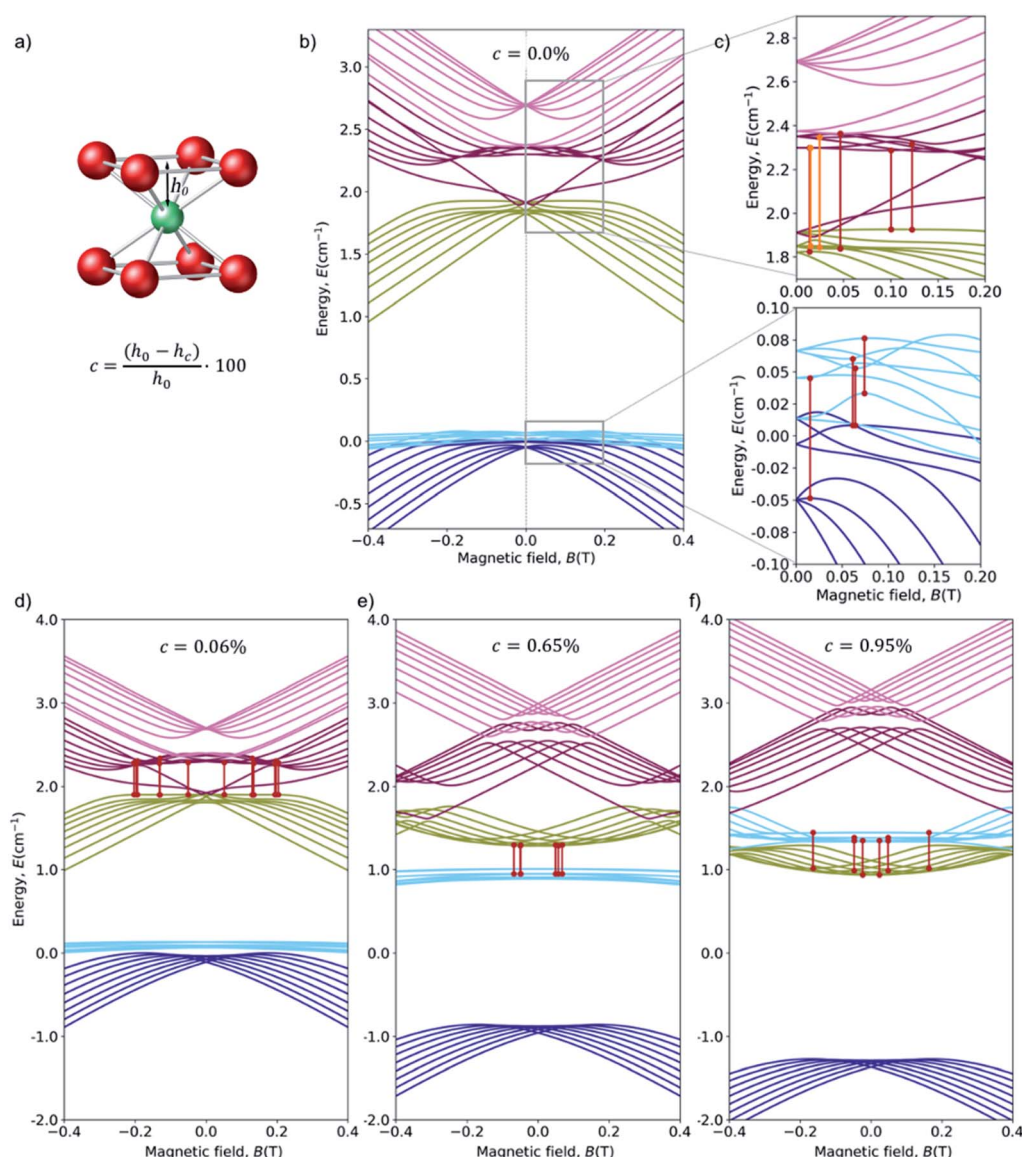 a)
h₀
c = (h₀ − h_c) / h₀ · 100
b)
c = 0.0%
Energy, E(cm⁻¹)
3.0
2.5
2.0
1.5
1.0
0.5
0.0
−0.5
−0.4 −0.2 0.0 0.2 0.4
Magnetic field, B(T)
c)
Energy, E(cm⁻¹)
2.8
2.6
2.4
2.1
2.0
1.8
0.00 0.05 0.10 0.15 0.20
Energy, E(cm⁻¹)
0.10
0.08
0.05
0.02
0.00
-0.02
-0.05
-0.08
-0.10
0.00 0.05 0.10 0.15 0.20
Magnetic field, B(T)
d)
c = 0.06%
Energy, E(cm⁻¹)
4.0
3.0
2.0
1.0
0.0
-1.0
-2.0
−0.4 −0.2 0.0 0.2 0.4
Magnetic field, B(T)
e)
c = 0.65%
4.0
3.0
2.0
1.0
0.0
-1.0
-2.0
−0.4 −0.2 0.0 0.2 0.4
Magnetic field, B(T)
f)
c = 0.95%
4.0
3.0
2.0
1.0
0.0
-1.0
-2.0
−0.4 −0.2 0.0 0.2 0.4
Magnetic field, B(T)